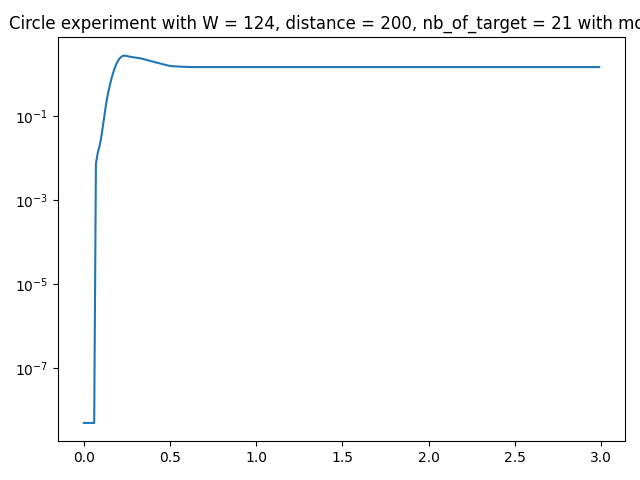 Circle experiment with W = 124, distance = 200, nb_of_target = 21 with mo
10⁻¹
10⁻³
10⁻⁵
10⁻⁷
0.0 0.5 1.0 1.5 2.0 2.5 3.0